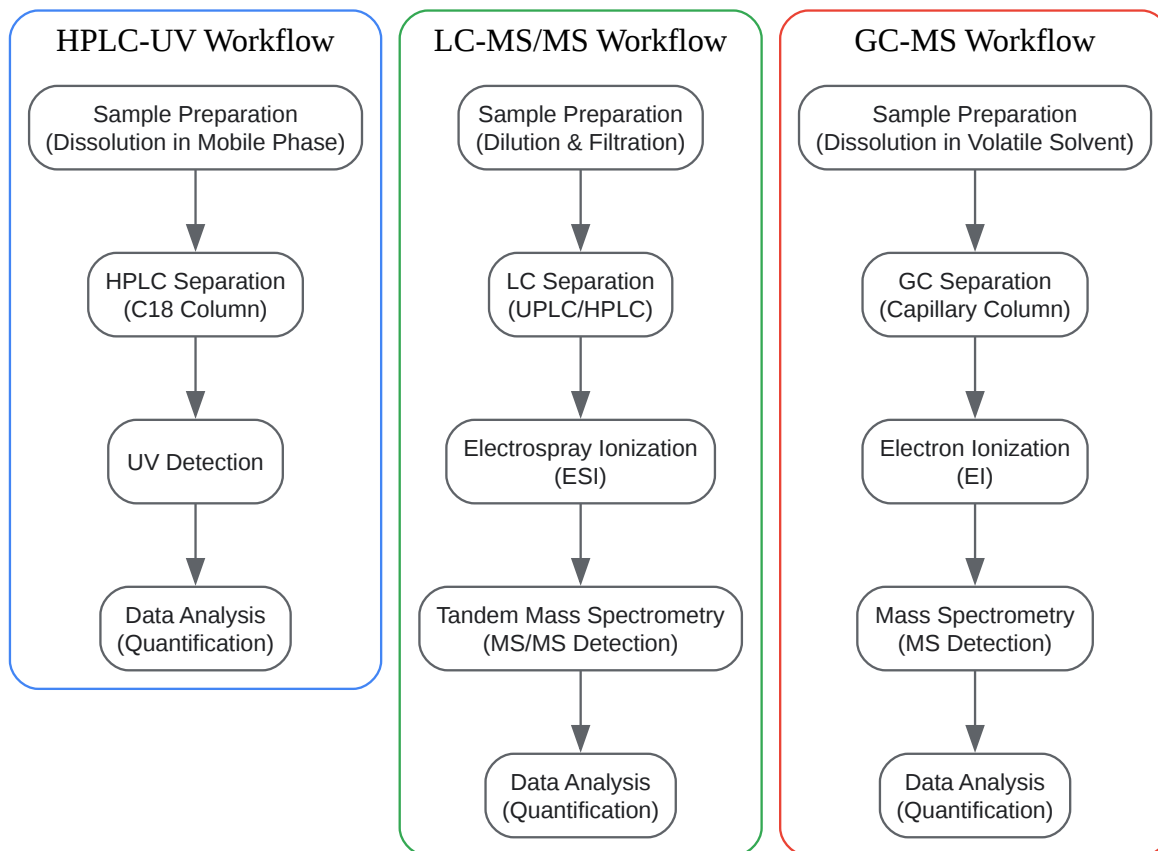 HPLC-UV Workflow
Sample Preparation
(Dissolution in Mobile Phase)
HPLC Separation
(C18 Column)
UV Detection
Data Analysis
(Quantification)
LC-MS/MS Workflow
Sample Preparation
(Dilution & Filtration)
LC Separation
(UPLC/HPLC)
Electrospray Ionization
(ESI)
Tandem Mass Spectrometry
(MS/MS Detection)
Data Analysis
(Quantification)
GC-MS Workflow
Sample Preparation
(Dissolution in Volatile Solvent)
GC Separation
(Capillary Column)
Electron Ionization
(EI)
Mass Spectrometry
(MS Detection)
Data Analysis
(Quantification)